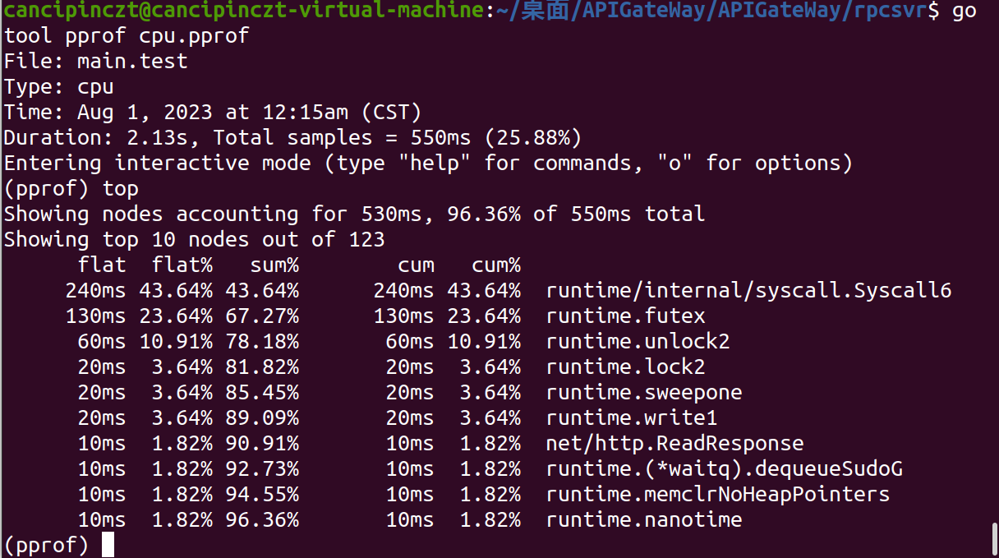 cancipinczt@cancipinczt-virtual-machine:~/桌面/APIGateWay/APIGateWay/rpcsvr$ go
tool pprof cpu.pprof
File: main.test
Type: cpu
Time: Aug 1, 2023 at 12:15am (CST)
Duration: 2.13s, Total samples = 550ms (25.88%)
Entering interactive mode (type "help" for commands, "o" for options)
(pprof) top
Showing nodes accounting for 530ms, 96.36% of 550ms total
Showing top 10 nodes out of 123
      flat  flat%   sum%        cum   cum%
     240ms 43.64% 43.64%      240ms 43.64%  runtime/internal/syscall.Syscall6
     130ms 23.64% 67.27%      130ms 23.64%  runtime.futex
      60ms 10.91% 78.18%       60ms 10.91%  runtime.unlock2
      20ms  3.64% 81.82%       20ms  3.64%  runtime.lock2
      20ms  3.64% 85.45%       20ms  3.64%  runtime.sweepone
      20ms  3.64% 89.09%       20ms  3.64%  runtime.write1
      10ms  1.82% 90.91%       10ms  1.82%  net/http.ReadResponse
      10ms  1.82% 92.73%       10ms  1.82%  runtime.(*waitq).dequeueSudoG
      10ms  1.82% 94.55%       10ms  1.82%  runtime.memclrNoHeapPointers
      10ms  1.82% 96.36%       10ms  1.82%  runtime.nanotime
(pprof)